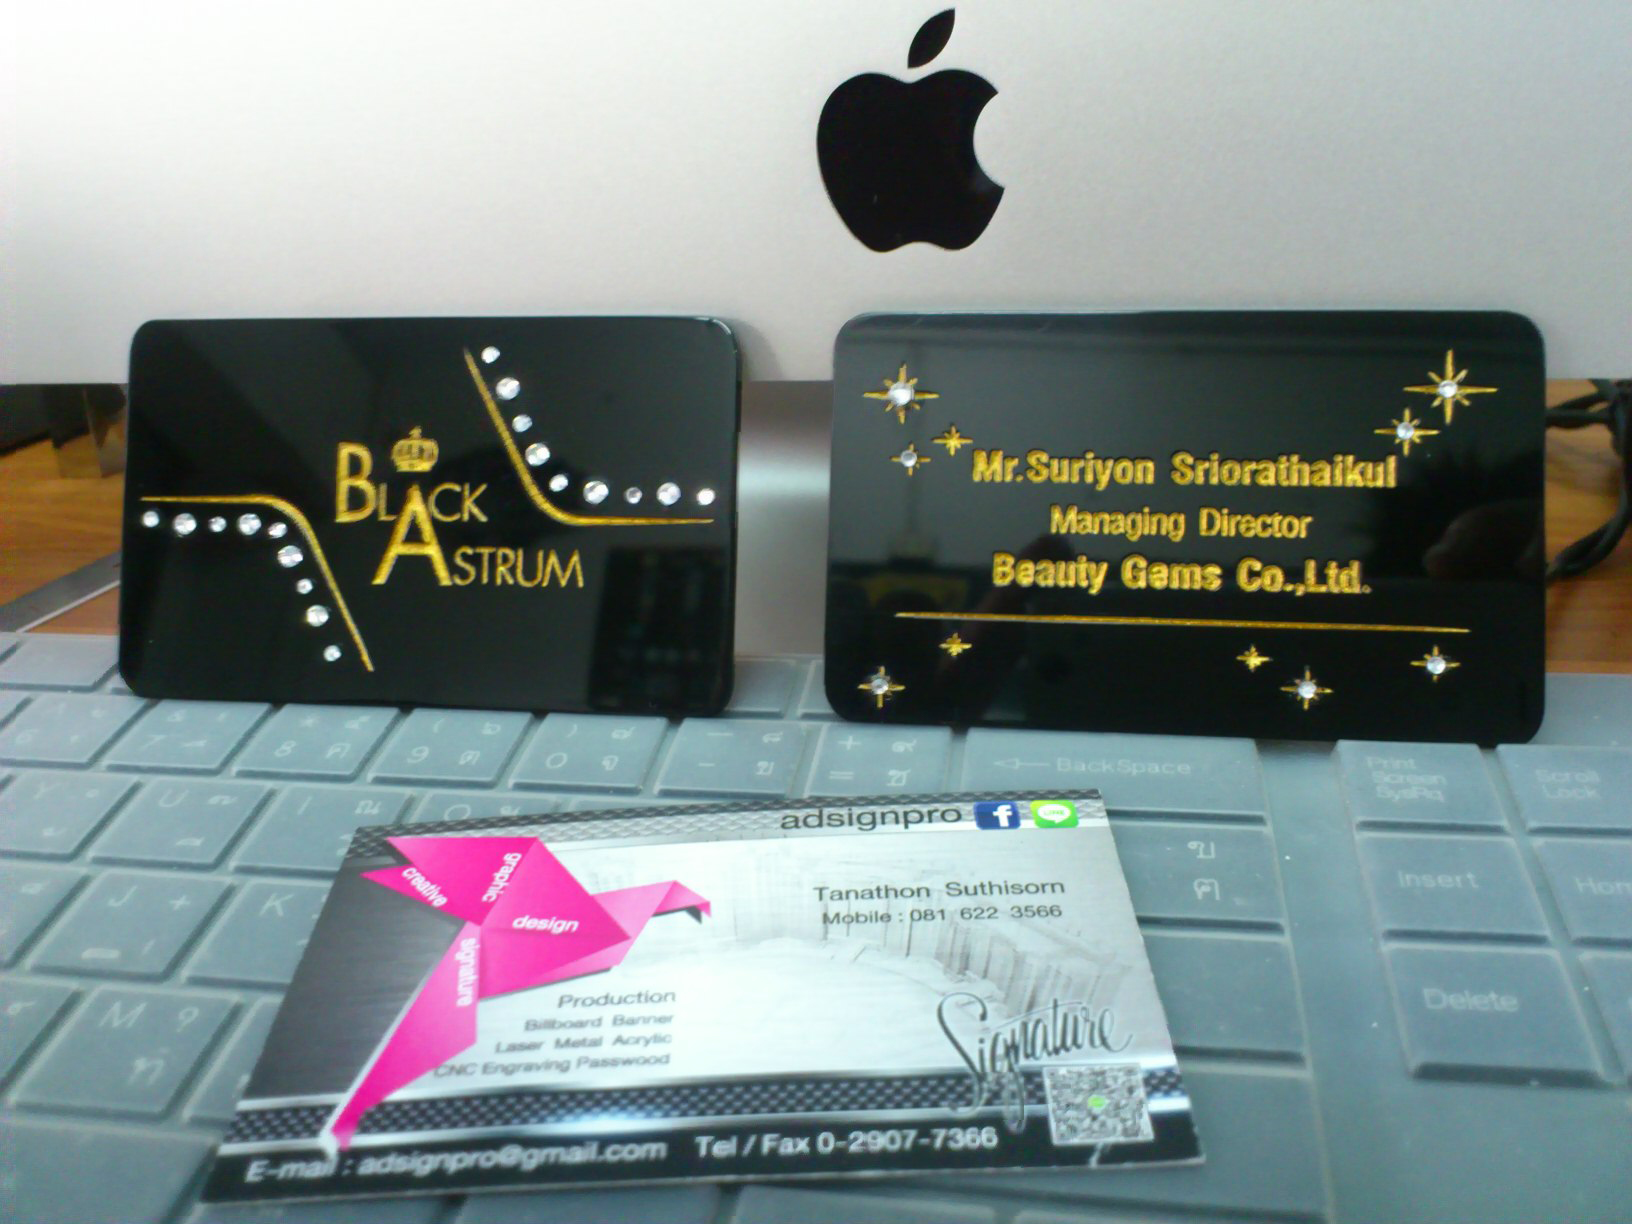 BLACK
ASTRUM
Mr.Suriyon Sriorathaikul
Managing Director
Beauty Gems Co.,Ltd.
BackSpace
Print
Screen
SysRq
Scroll
Lock
Insert
Delete
adsignpro
creative
graphic
design
signature
Tanathon Suthisorn
Mobile : 081 622 3566
Production
Billboard Banner
Laser Metal Acrylic
CNC Engraving Passwood
Signature
E-mail : adsignpro@gmail.com Tel / Fax 0-2907-7366